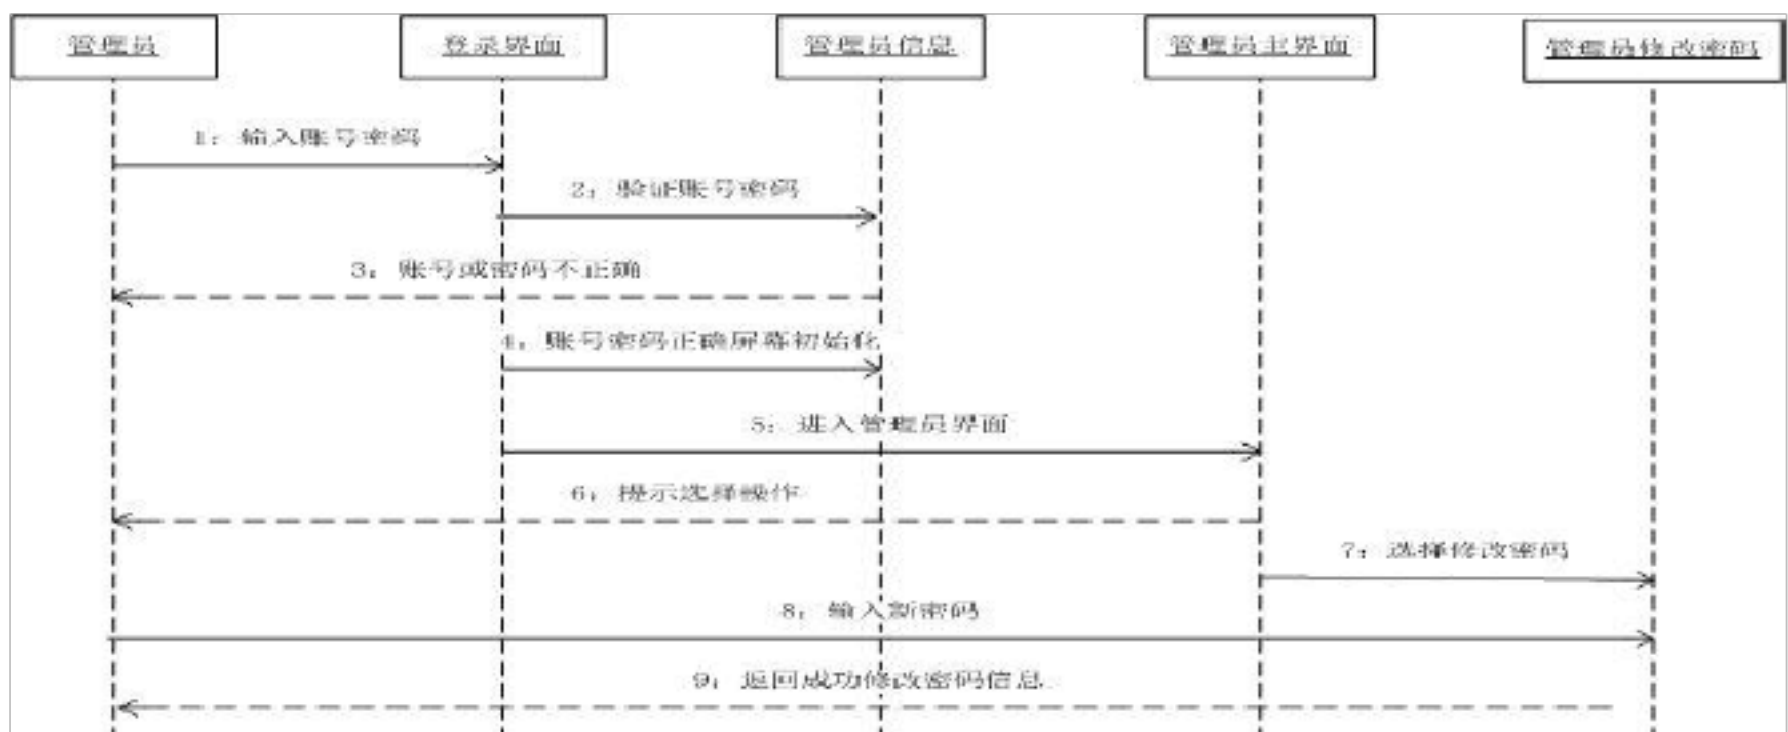 管理员
登录界面
管理员信息
管理员主界面
管理员修改密码
1：输入账号密码
2：验证账号密码
3：账号或密码不正确
4：账号密码正确屏幕初始化
5：进入管理员界面
6：提示选择操作
7：选择修改密码
8：输入新密码
9：返回成功修改密码信息